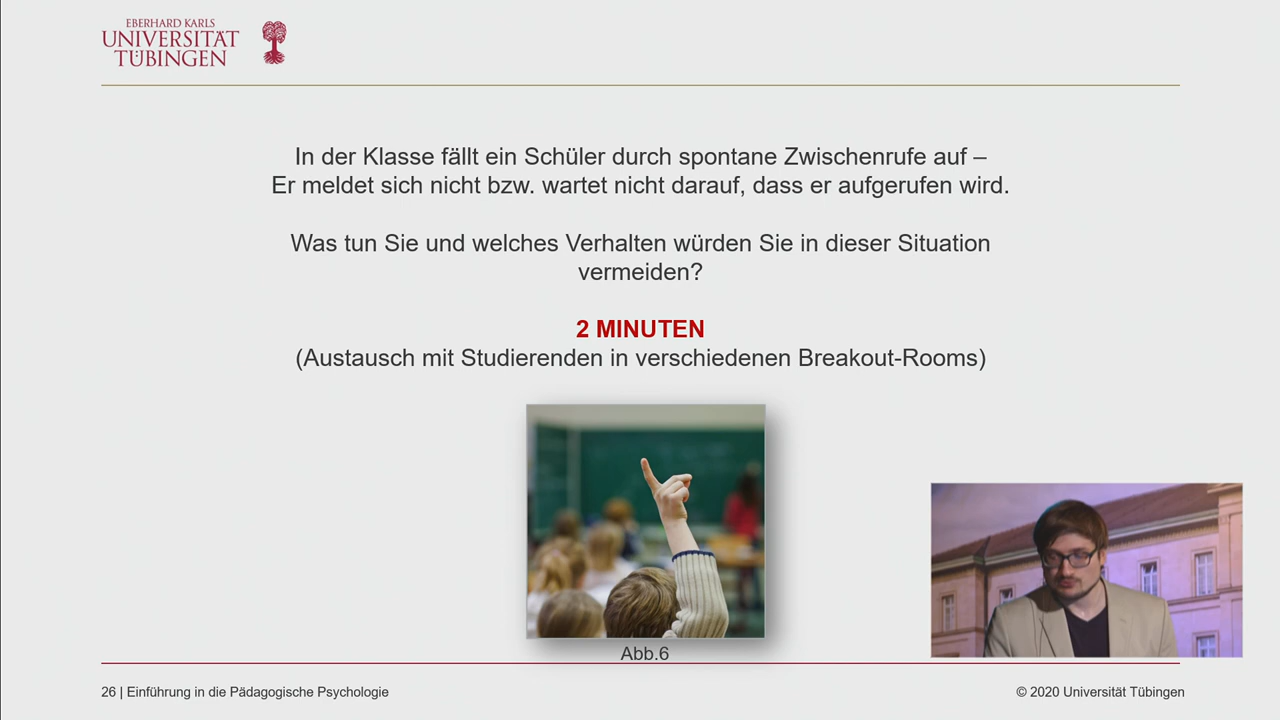 EBERHARD KARLS
UNIVERSITÄT
TÜBINGEN
In der Klasse fällt ein Schüler durch spontane Zwischenrufe auf –
Er meldet sich nicht bzw. wartet nicht darauf, dass er aufgerufen wird.
Was tun Sie und welches Verhalten würden Sie in dieser Situation
vermeiden?
2 MINUTEN
(Austausch mit Studierenden in verschiedenen Breakout-Rooms)
Abb.6
26 | Einführung in die Pädagogische Psychologie
© 2020 Universität Tübingen